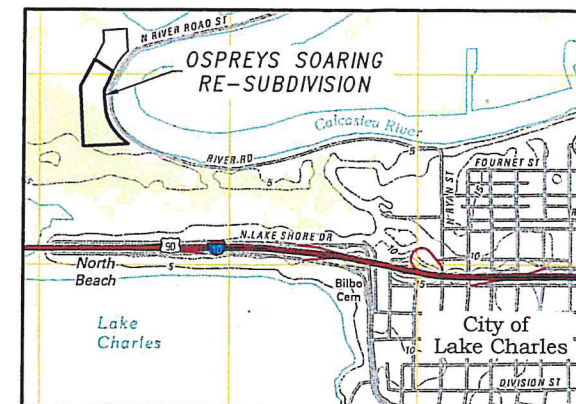 N RIVER ROAD ST
OSPREYS SOARING
RE-SUBDIVISION
Calcasieu River
RIVER RD
5
FOURNET ST
N RYAN ST
5
5
10
10
N. LAKE SHORE DR
90
10
North
Beach
5
Bilbo
Cem
5
Lake
Charles
City of
Lake Charles
10
DIVISION ST